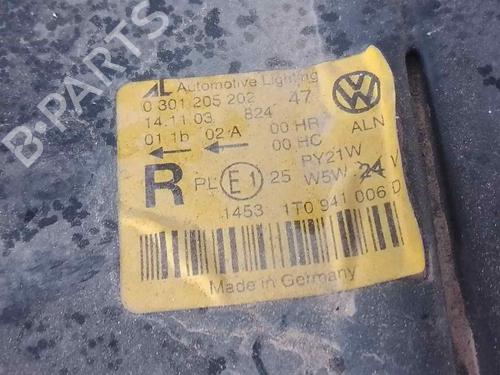 B-PARTS
AL Automotive Lighting
0 301 205 202 47
14.11.03 824
01 1b 02 A 00 HR ALN
00 HC
PY21W
R PL E1 25 W5W 24 V
1453 1T0 941 006 D
Made in Germany